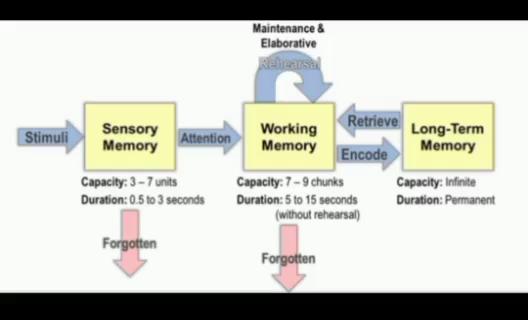 Maintenance &
Elaborative
Rehearsal
Stimuli
Sensory
Memory
Attention
Working
Memory
Retrieve
Encode
Long-Term
Memory
Capacity: 3 – 7 units
Duration: 0.5 to 3 seconds
Capacity: 7 – 9 chunks
Duration: 5 to 15 seconds
(without rehearsal)
Capacity: Infinite
Duration: Permanent
Forgotten
Forgotten